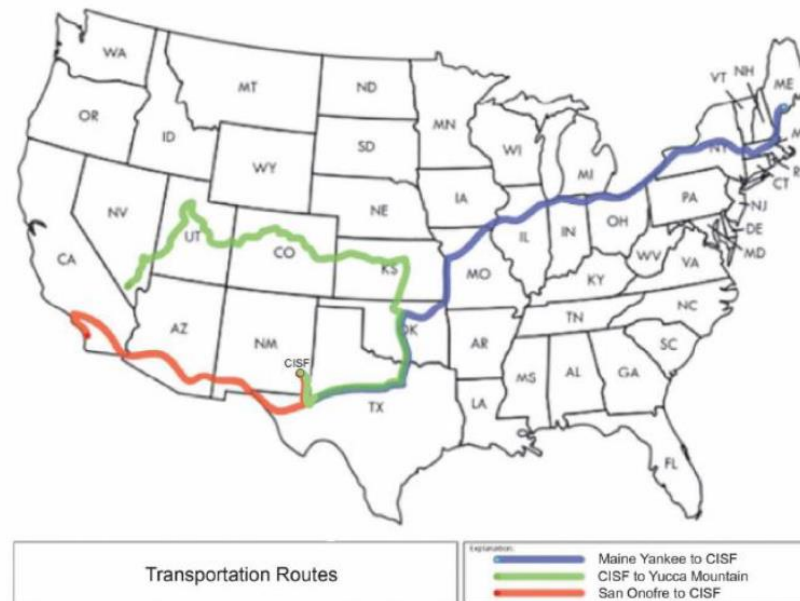 WA
MT
ND
MN
VT
NH
ME
OR
ID
SD
WI
MI
NY
M
WY
R
CT
IA
PA
NJ
NE
NV
OH
DE
UT
IL
IN
MD
CO
WV
CA
KS
MO
VA
KY
NC
TN
OK
AZ
NM
AR
SC
CISF
MS
AL
GA
TX
LA
FL
Transportation Routes
Explanation:
Maine Yankee to CISF
CISF to Yucca Mountain
San Onofre to CISF